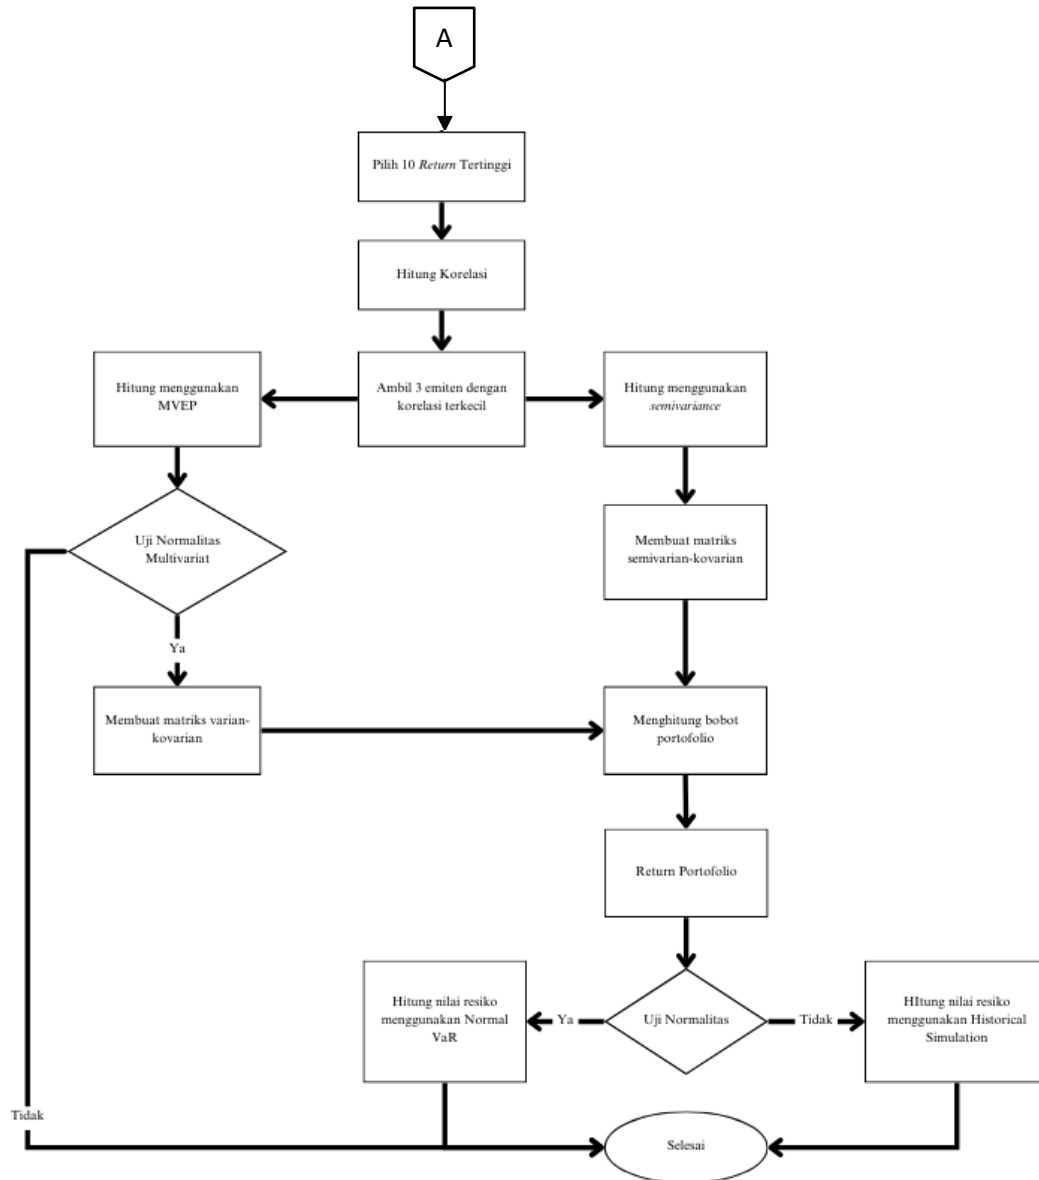 A
Pilih 10 Return Tertinggi
Hitung Korelasi
Hitung menggunakan
MVEP
Ambil 3 emiten dengan
korelasi terkecil
Hitung menggunakan
semivariance
Uji Normalitas
Multivariat
Membuat matriks
semivarian-kovarian
Ya
Membuat matriks varian-
kovarian
Menghitung bobot
portofolio
Return Portofolio
Hitung nilai resiko
menggunakan Normal
VaR
Ya
Uji Normalitas
Tidak
HItung nilai resiko
menggunakan Historical
Simulation
Tidak
Selesai